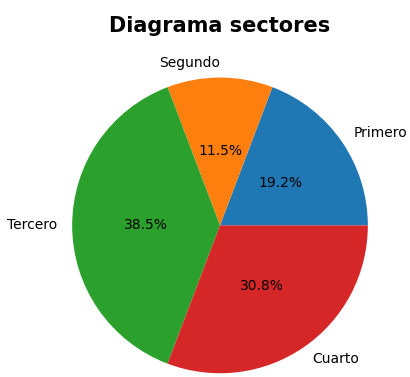 Diagrama sectores
Segundo
Primero
11.5%
19.2%
Tercero
38.5%
30.8%
Cuarto